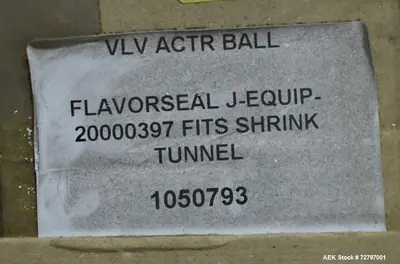 VLV ACTR BALL
FLAVORSEAL J-EQUIP-
20000397 FITS SHRINK
TUNNEL
1050793
AEK Stock # 72797001